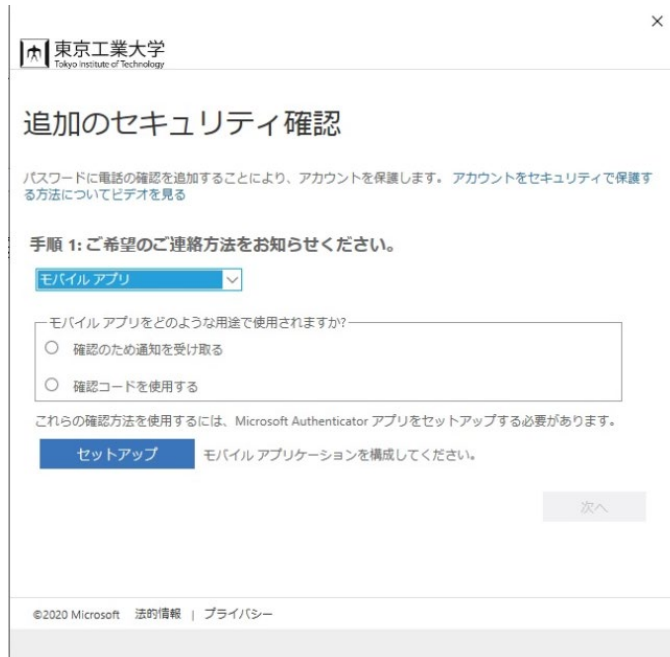 東京工業大学
Tokyo Institute of Technology
追加のセキュリティ確認
パスワードに電話の確認を追加することにより、アカウントを保護します。 アカウントをセキュリティで保護す
る方法についてビデオを見る
手順 1: ご希望のご連絡方法をお知らせください。
モバイル アプリ
モバイル アプリをどのような用途で使用されますか?
確認のため通知を受け取る
確認コードを使用する
これらの確認方法を使用するには、Microsoft Authenticator アプリをセットアップする必要があります。
セットアップ モバイル アプリケーションを構成してください。
次へ
©2020 Microsoft 法的情報 | プライバシー